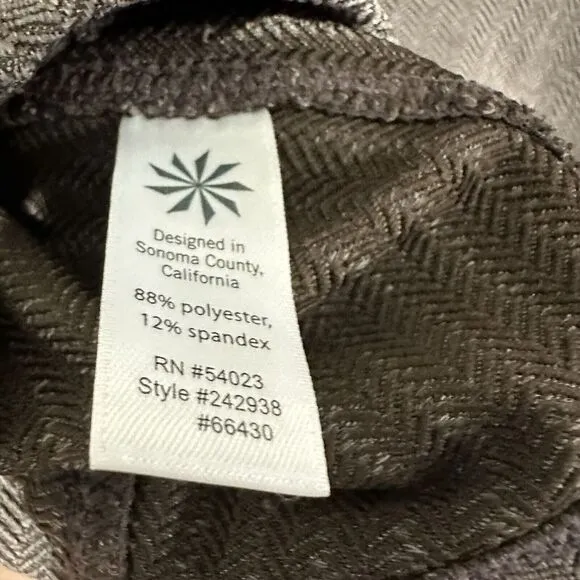 Designed in
Sonoma County,
California
88% polyester,
12% spandex
RN #54023
Style #242938
#66430